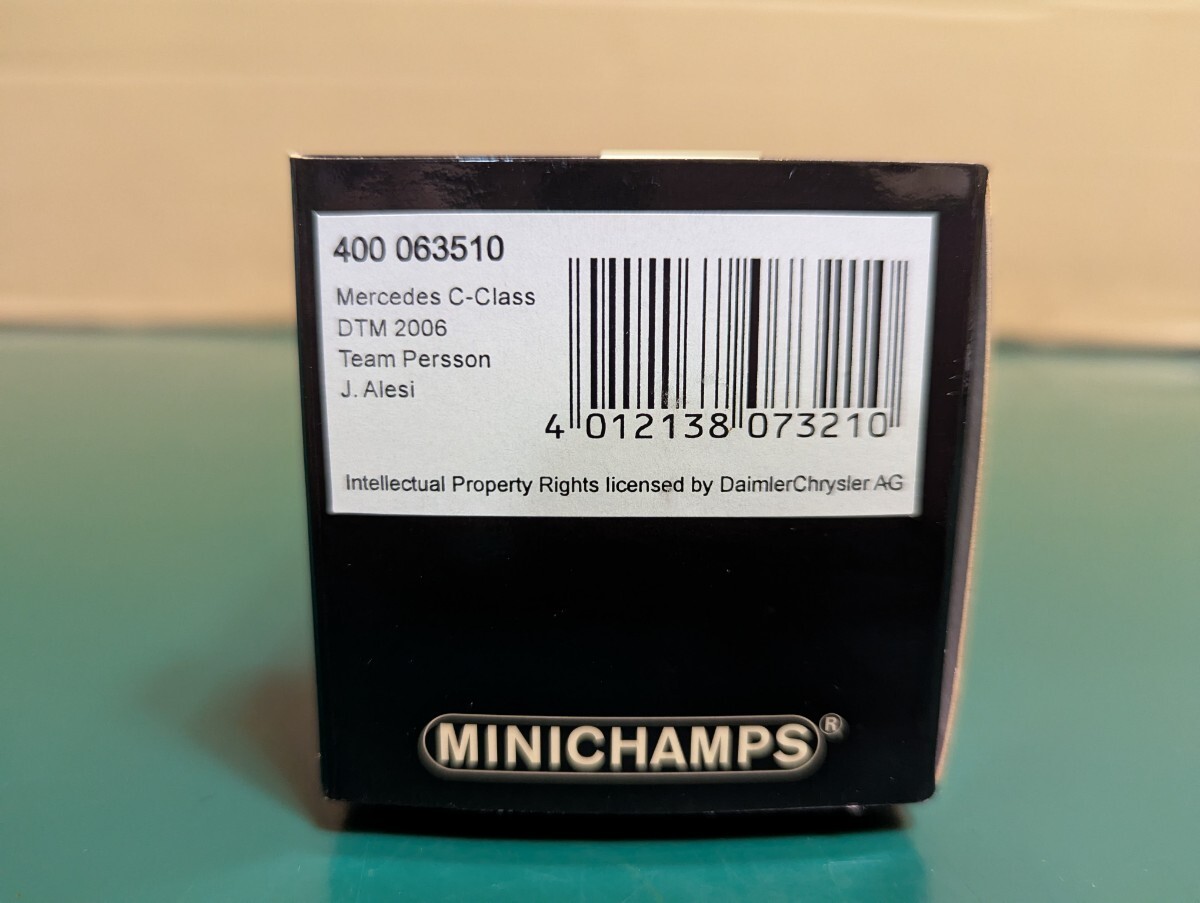 400 063510
Mercedes C-Class
DTM 2006
Team Persson
J. Alesi
4 012138 073210
Intellectual Property Rights licensed by DaimlerChrysler AG
MINICHAMPS®